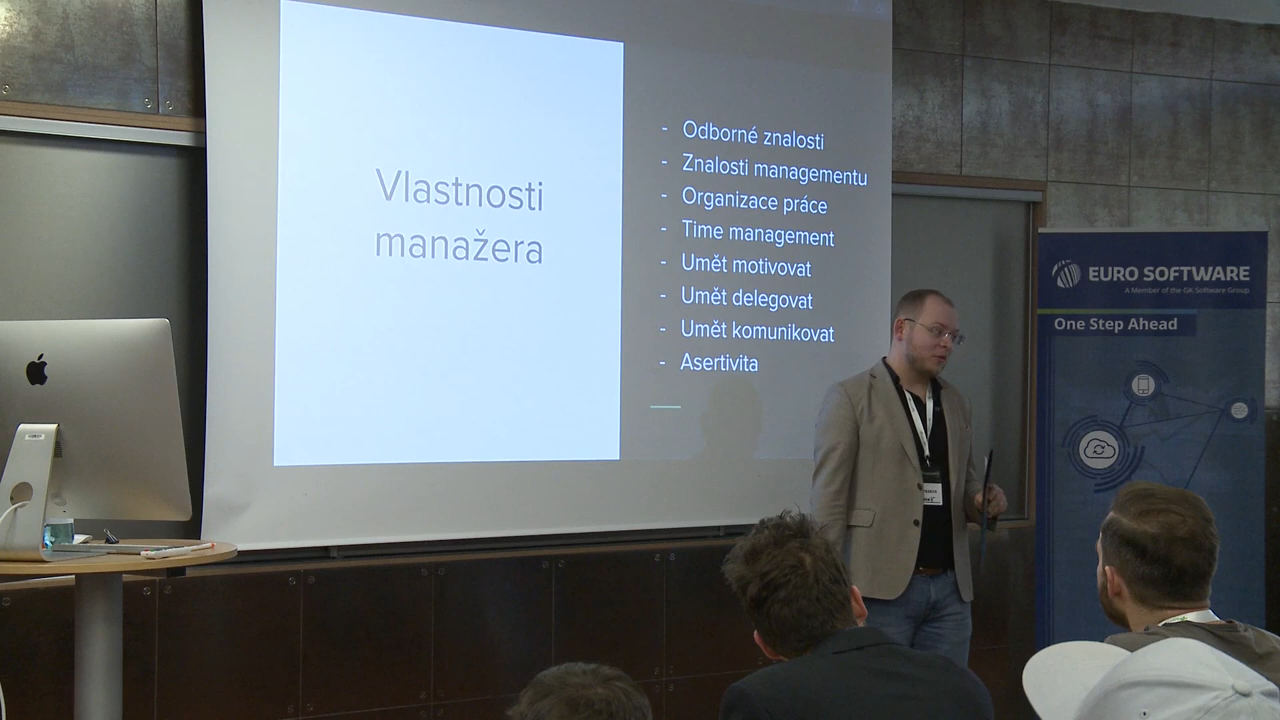 Vlastnosti
manažera
- Odborné znalosti
- Znalosti managementu
- Organizace práce
- Time management
- Umět motivovat
- Umět delegovat
- Umět komunikovat
- Asertivita
EURO SOFTWARE
A Member of the GK Software Group
One Step Ahead